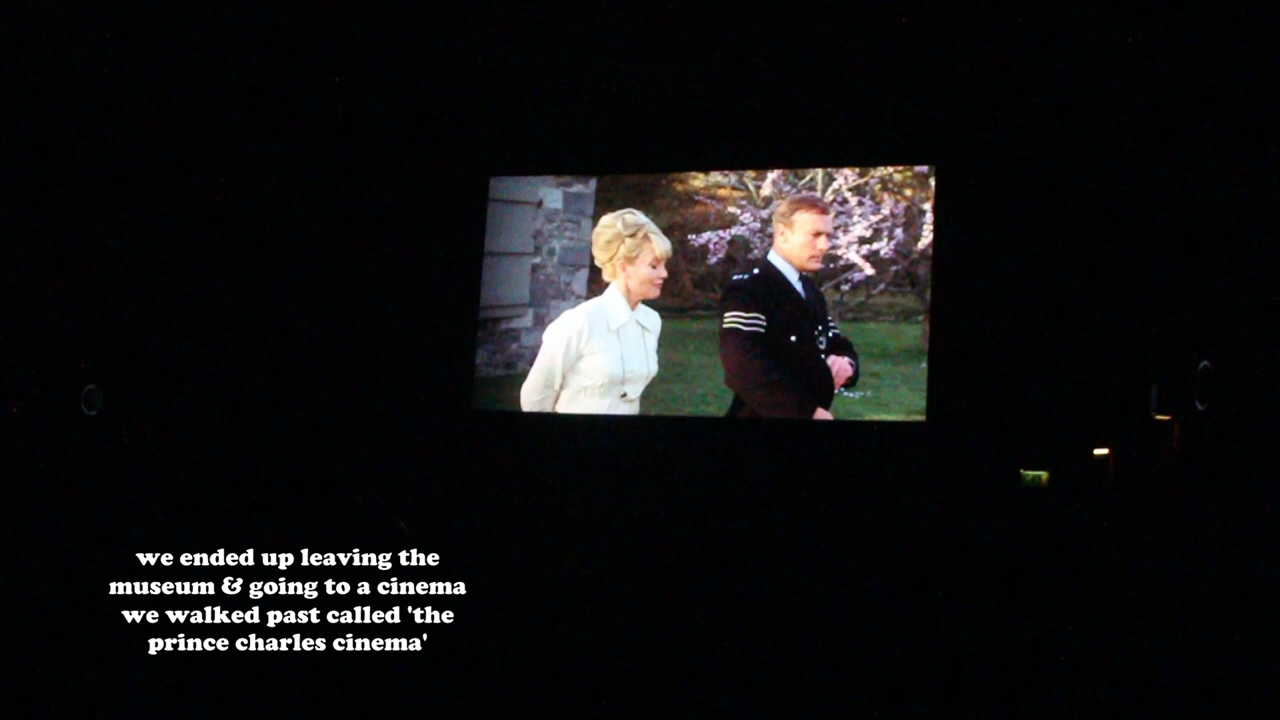 we ended up leaving the
museum & going to a cinema
we walked past called 'the
prince charles cinema'